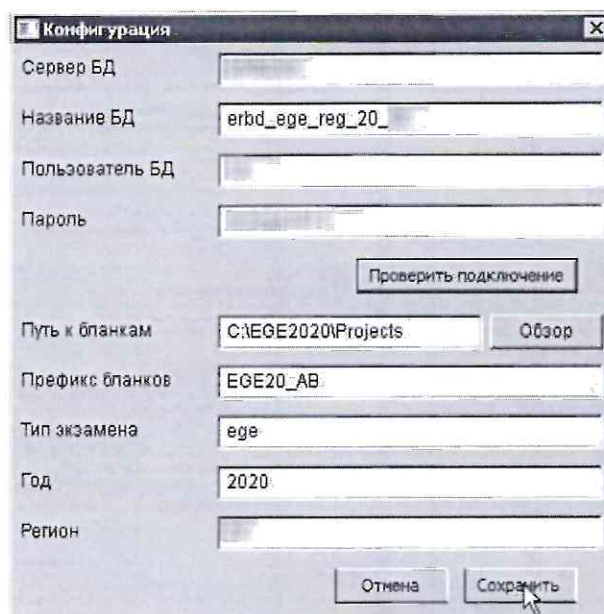 Конфигурация
Сервер БД
Название БД erbd_ege_reg_20_
Пользователь БД
Пароль
Проверить подключение
Путь к бланкам C:\EGE2020\Projects Обзор
Префикс бланков EGE20_AB
Тип экзамена ege
Год 2020
Регион
Отмена Сохранить